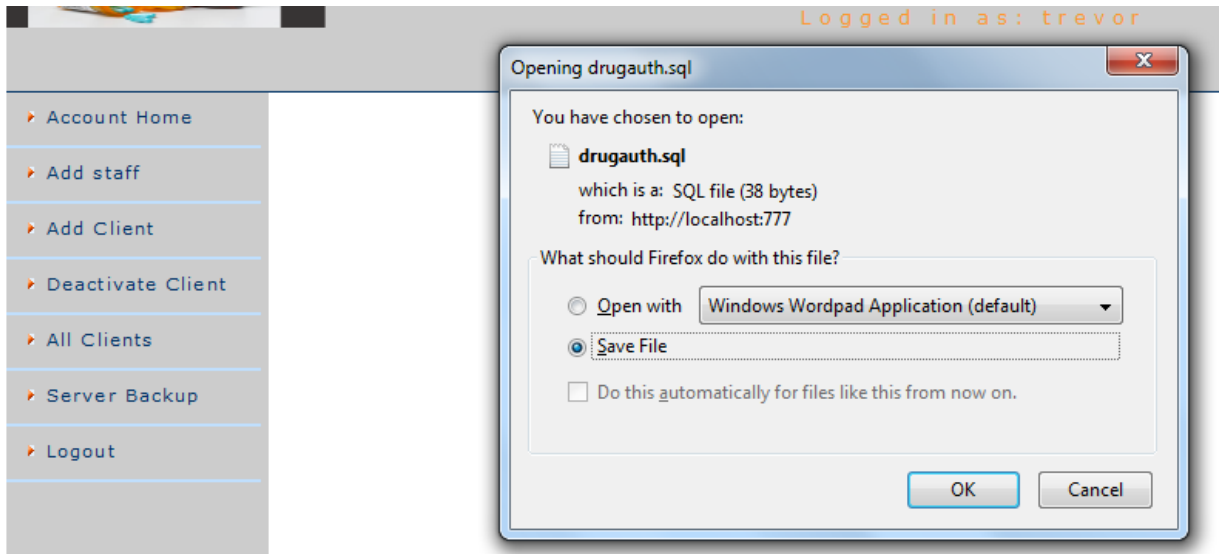 Logged in as: trevor
Opening drugauth.sql
Account Home
Add staff
Add Client
Deactivate Client
All Clients
Server Backup
Logout
You have chosen to open:
drugauth.sql
which is a: SQL file (38 bytes)
from: http://localhost:777
What should Firefox do with this file?
Open with Windows Wordpad Application (default)
Save File
Do this automatically for files like this from now on.
OK Cancel